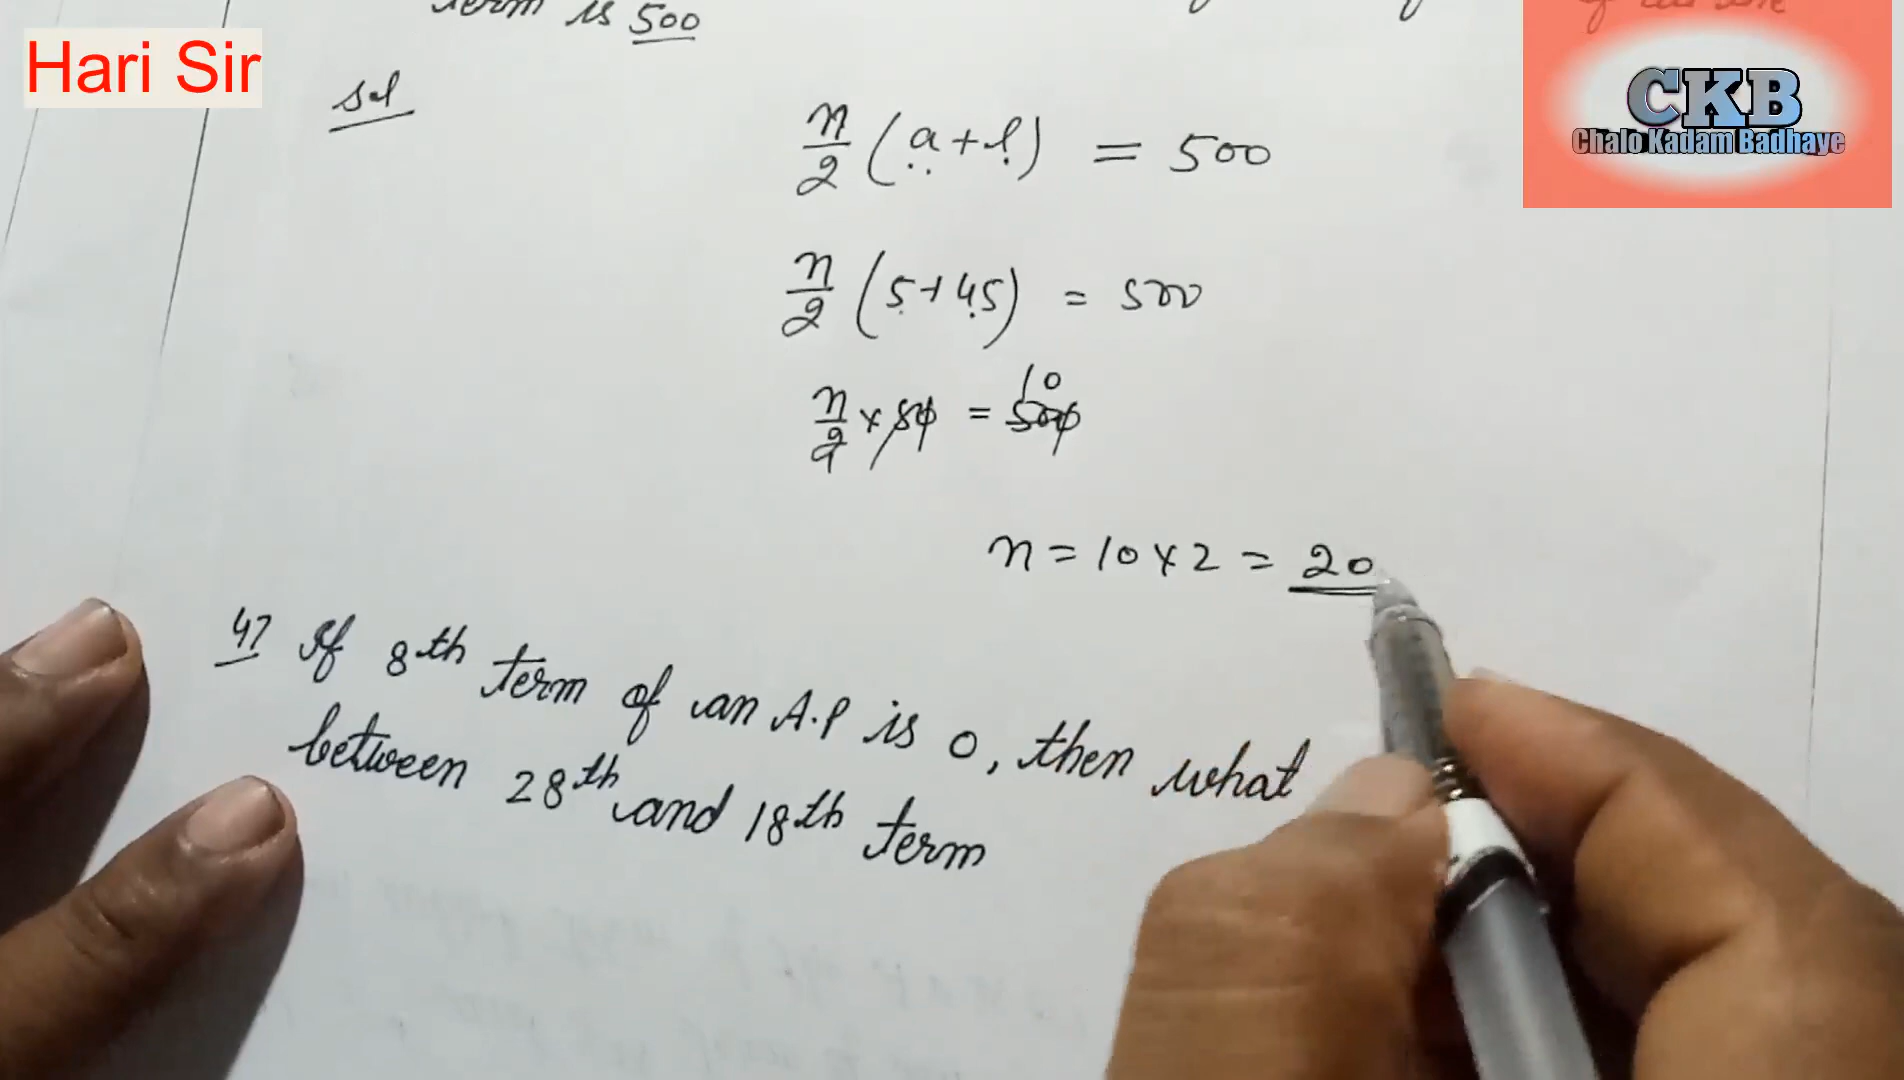 term is 500
Hari Sir
CKB
Chalo Kadam Badhaye
Sol
n/2 (a + l) = 500
n/2 (5+45) = 500
10
n/2 × 50 = 500
n = 10 × 2 = 20
47 If 8th term of an A.P is 0, then what
between 28th and 18th term